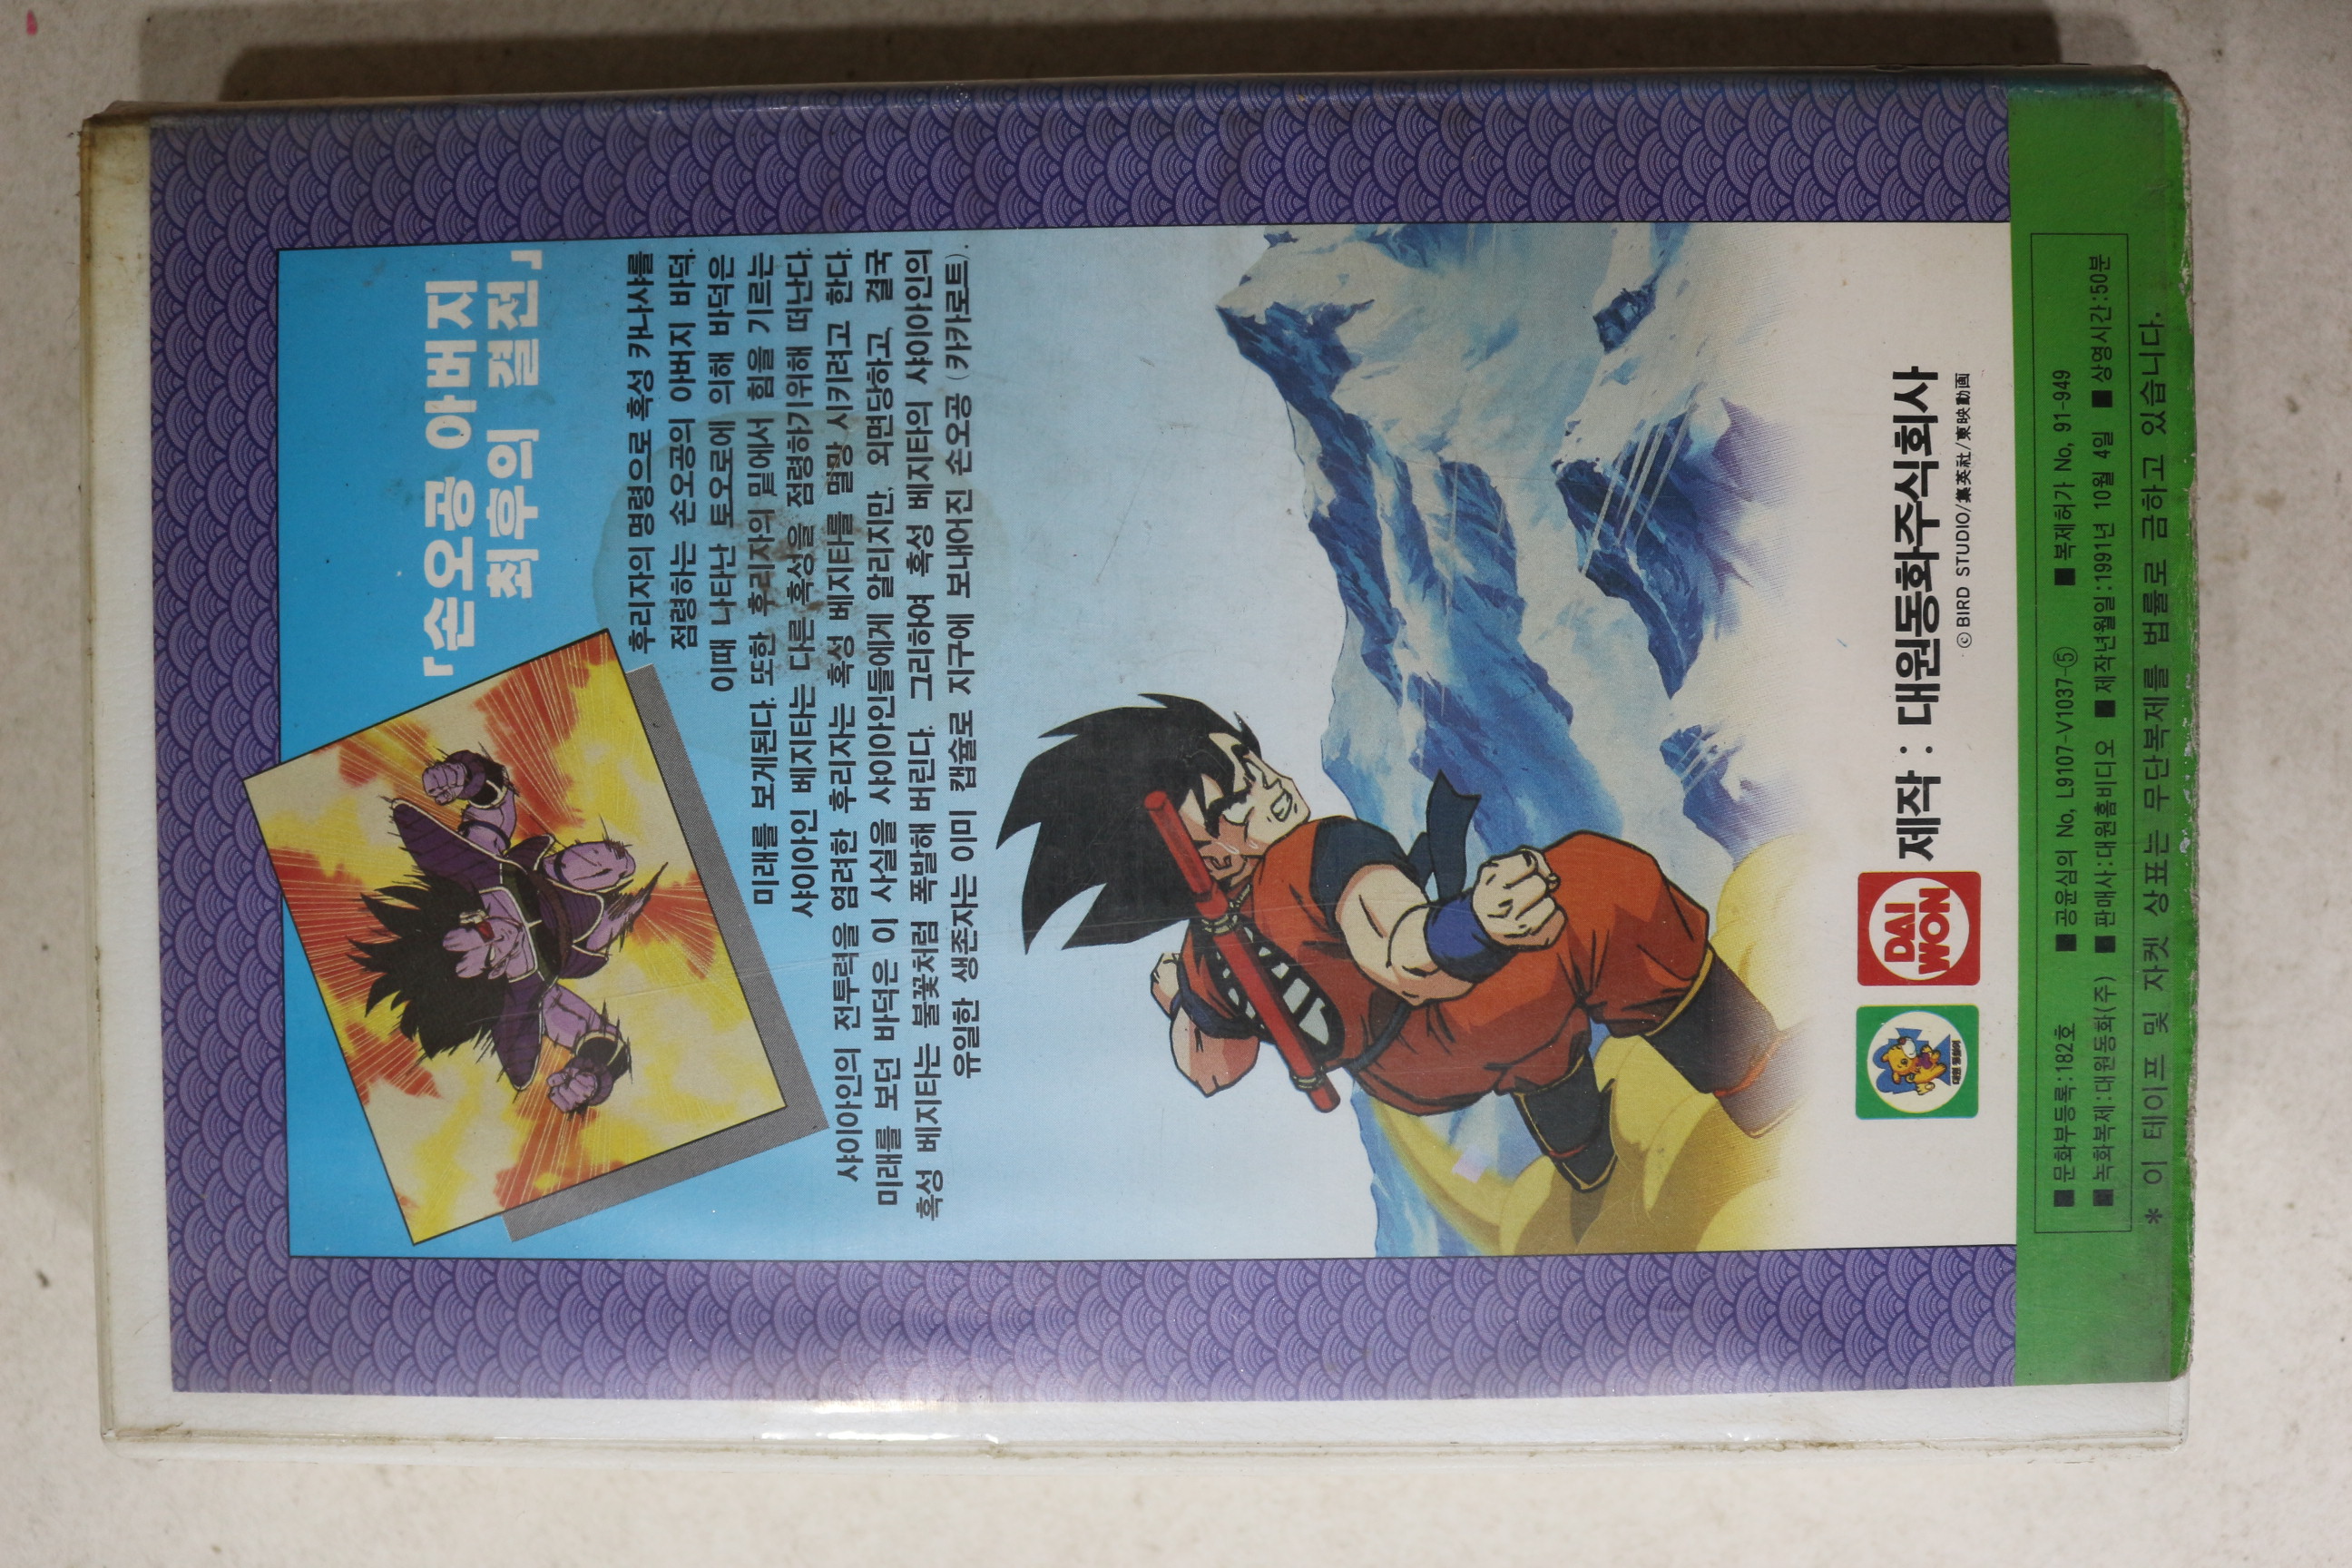 「손오공 아버지
최후의 결전」
후리자의 명령으로 혹성 카나사를
점령하는 손오공의 아버지 바덕.
이때 나타난 토오로에 의해 바덕은
미래를 보게된다. 또한 후리자의 밑에서 힘을 기르는
샤이아인 베지타는 다른 혹성을 점령하기위해 떠난다.
샤이아인의 전투력을 염려한 후리자는 혹성 베지타를 멸망 시키려고 한다.
미래를 보던 바덕은 이 사실을 샤이아인들에게 알리지만, 외면당하고, 결국
혹성 베지타는 불꽃처럼 폭발해 버린다. 그리하여 혹성 베지타의 샤이아인의
유일한 생존자는 이미 캡슐로 지구에 보내어진 손오공 (카카로트).
DAI
WON
제작 : 대원동화주식회사
ⓒ BIRD STUDIO/集英社/東映動画
■문화부등록:182호 ■공윤심의 No, L9107-V1037-⑤ ■복제허가 No, 91-949
■녹화복제:대원동화(주) ■판매사:대원홈비디오 ■제작년월일:1991년 10월 4일 ■상영시간:50분
* 이 테이프 및 자켓 상표는 무단복제를 법률로 금하고 있습니다.